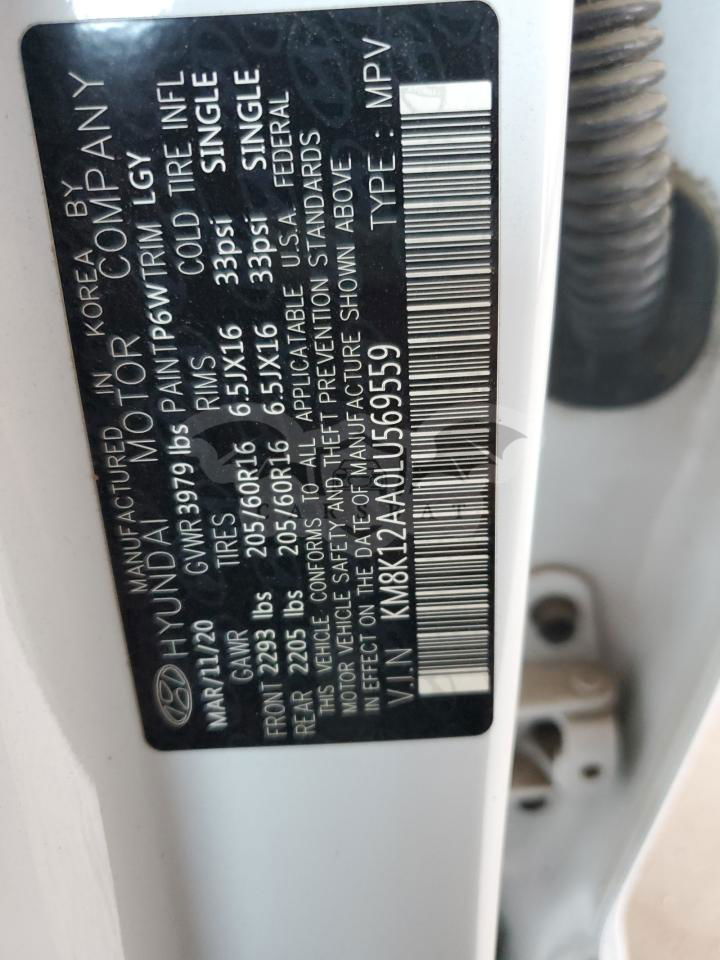 MANUFACTURED IN KOREA BY
HYUNDAI MOTOR COMPANY
MAR/11/20 GVWR 3979 lbs PAINT P6W TRIM LGY
GAWR TIRES RIMS COLD TIRE INFL
FRONT 2293 lbs 205/60R16 6.5JX16 33psi SINGLE
REAR 2205 lbs 205/60R16 6.5JX16 33psi SINGLE
THIS VEHICLE CONFORMS TO ALL APPLICATABLE U.S.A. FEDERAL
MOTOR VEHICLE SAFETY AND THEFT PREVENTION STANDARDS
IN EFFECT ON THE DATE OF MANUFACTURE SHOWN ABOVE.
V.I.N KM8K12AA0LU569559 TYPE : MPV